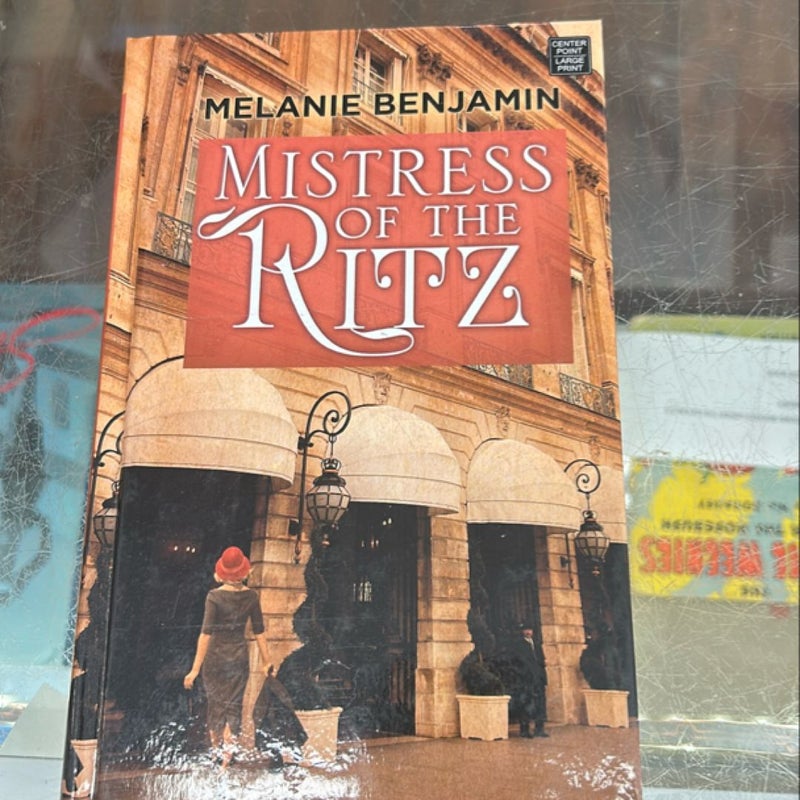 CENTER
POINT
LARGE
PRINT
MELANIE BENJAMIN
MISTRESS
OF THE
RITZ